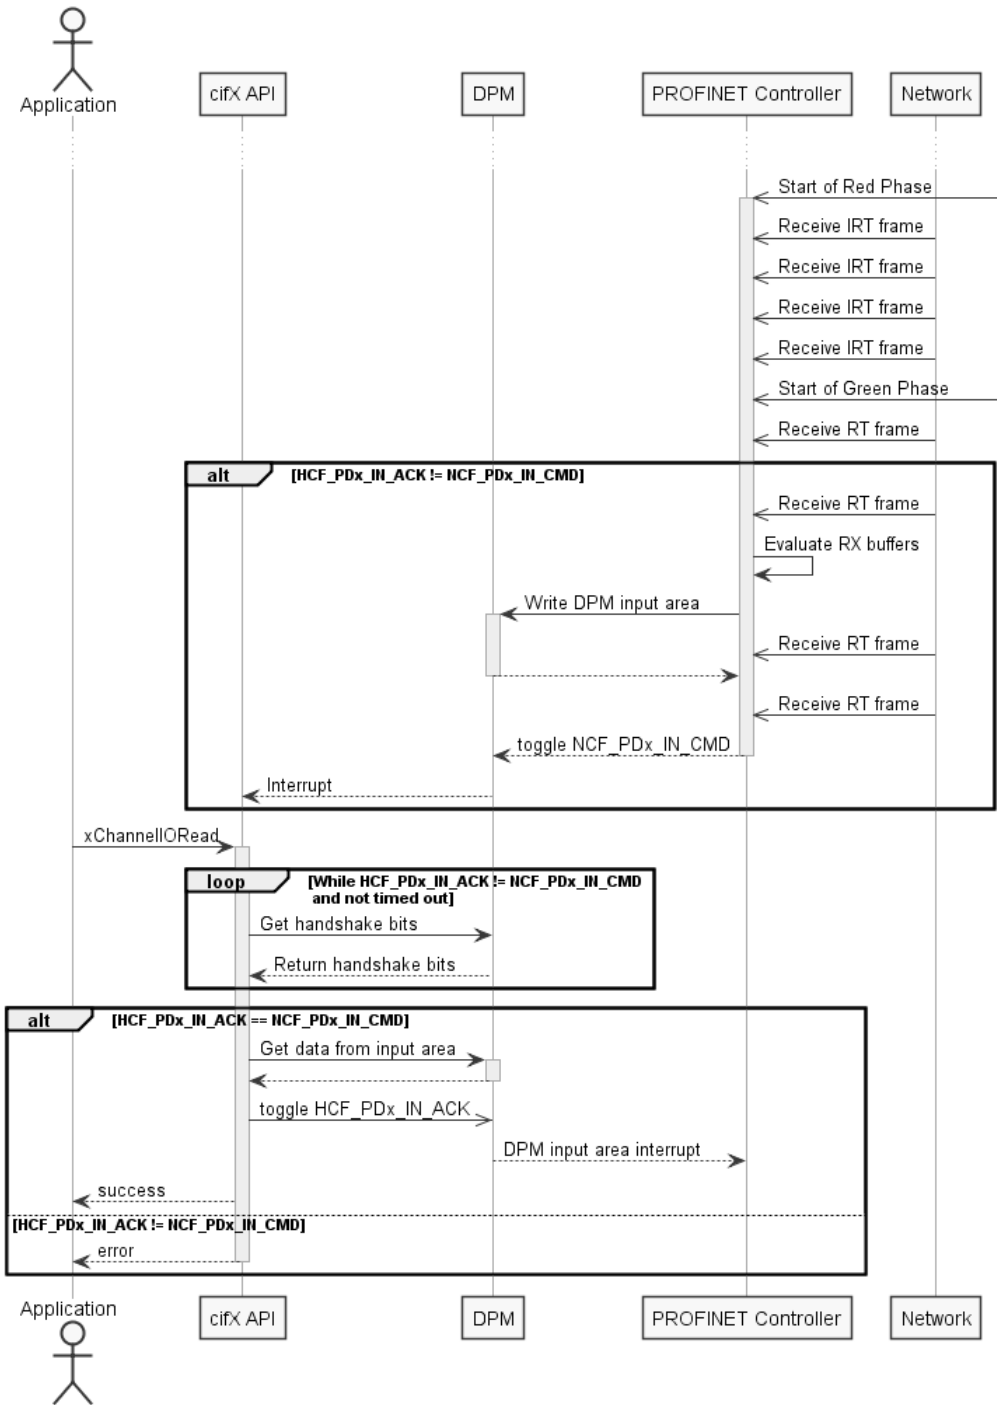 Application
cifX API
DPM
PROFINET Controller
Network
Start of Red Phase
Receive IRT frame
Receive IRT frame
Receive IRT frame
Receive IRT frame
Start of Green Phase
Receive RT frame
alt
[HCF_PDx_IN_ACK != NCF_PDx_IN_CMD]
Receive RT frame
Evaluate RX buffers
Write DPM input area
Receive RT frame
Receive RT frame
toggle NCF_PDx_IN_CMD
Interrupt
xChannelIORead
loop
[While HCF_PDx_IN_ACK != NCF_PDx_IN_CMD
and not timed out]
Get handshake bits
Return handshake bits
alt
[HCF_PDx_IN_ACK == NCF_PDx_IN_CMD]
Get data from input area
toggle HCF_PDx_IN_ACK
DPM input area interrupt
success
[HCF_PDx_IN_ACK != NCF_PDx_IN_CMD]
error
Application
cifX API
DPM
PROFINET Controller
Network